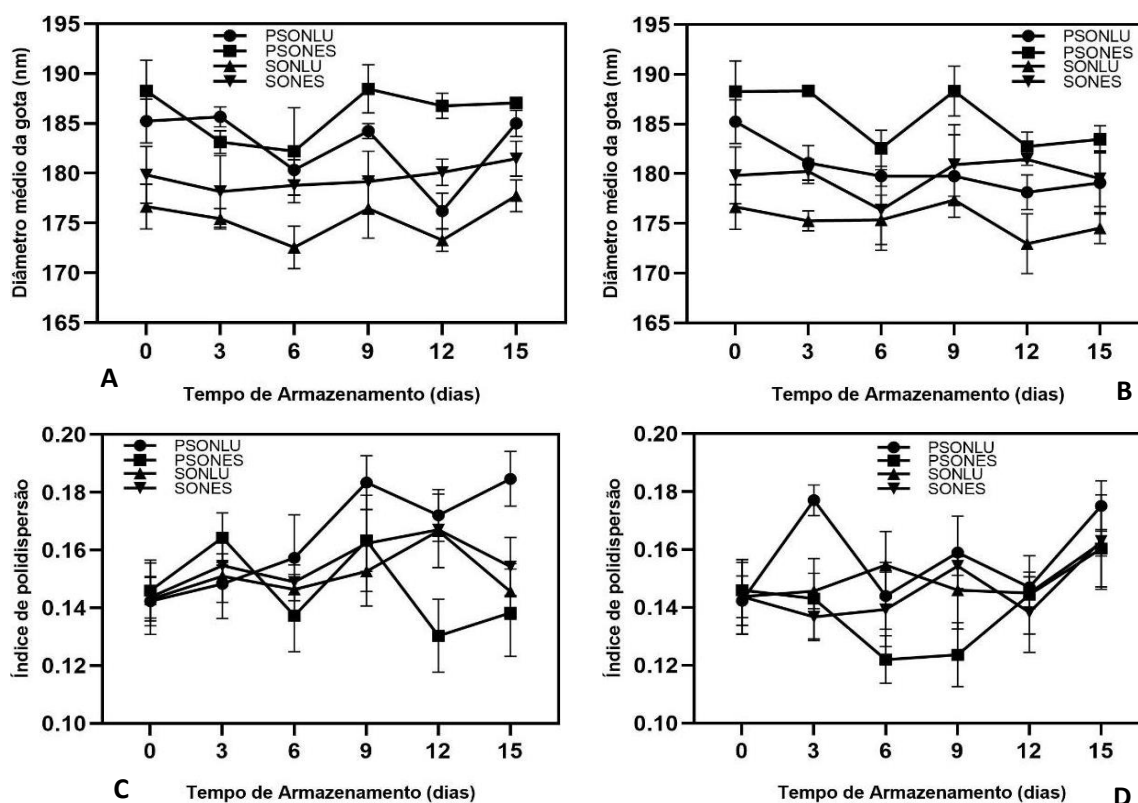 195
190
185
180
175
170
165
Diâmetro médio da gota (nm)
PSONLU
PSONES
SONLU
SONES
0 3 6 9 12 15
Tempo de Armazenamento (dias)
A
195
190
185
180
175
170
165
Diâmetro médio da gota (nm)
PSONLU
PSONES
SONLU
SONES
0 3 6 9 12 15
Tempo de Armazenamento (dias)
B
0.20
0.18
0.16
0.14
0.12
0.10
Índice de polidispersão
PSONLU
PSONES
SONLU
SONES
0 3 6 9 12 15
Tempo de Armazenamento (dias)
C
0.20
0.18
0.16
0.14
0.12
0.10
Índice de polidispersão
PSONLU
PSONES
SONLU
SONES
0 3 6 9 12 15
Tempo de Armazenamento (dias)
D